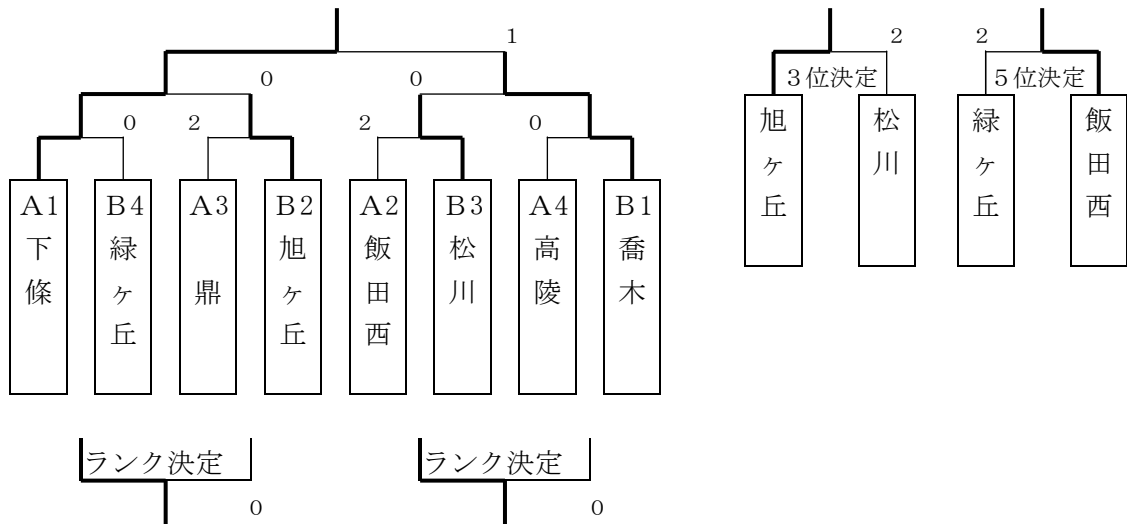 1
0
0
0
2
2
0
A1
下條
B4
緑ヶ丘
A3
鼎
B2
旭ヶ丘
A2
飯田西
B3
松川
A4
高陵
B1
喬木
ランク決定
0
ランク決定
0
2
3位決定
旭ヶ丘
松川
2
5位決定
緑ヶ丘
飯田西